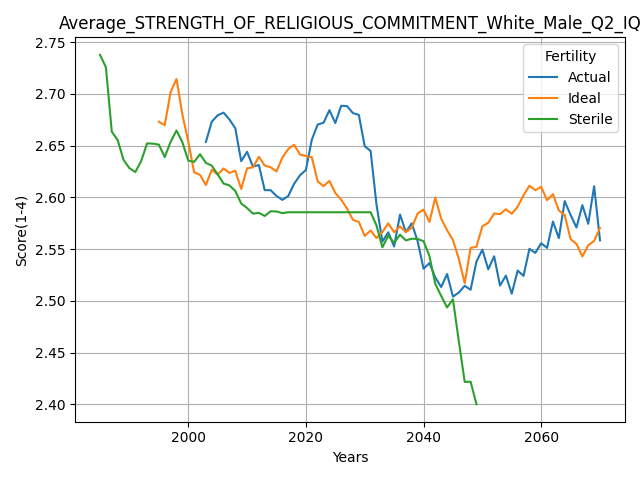 Average_STRENGTH_OF_RELIGIOUS_COMMITMENT_White_Male_Q2_IQ
Fertility
Actual
Ideal
Sterile
Score(1-4)
2.75
2.70
2.65
2.60
2.55
2.50
2.45
2.40
2000 2020 2040 2060
Years